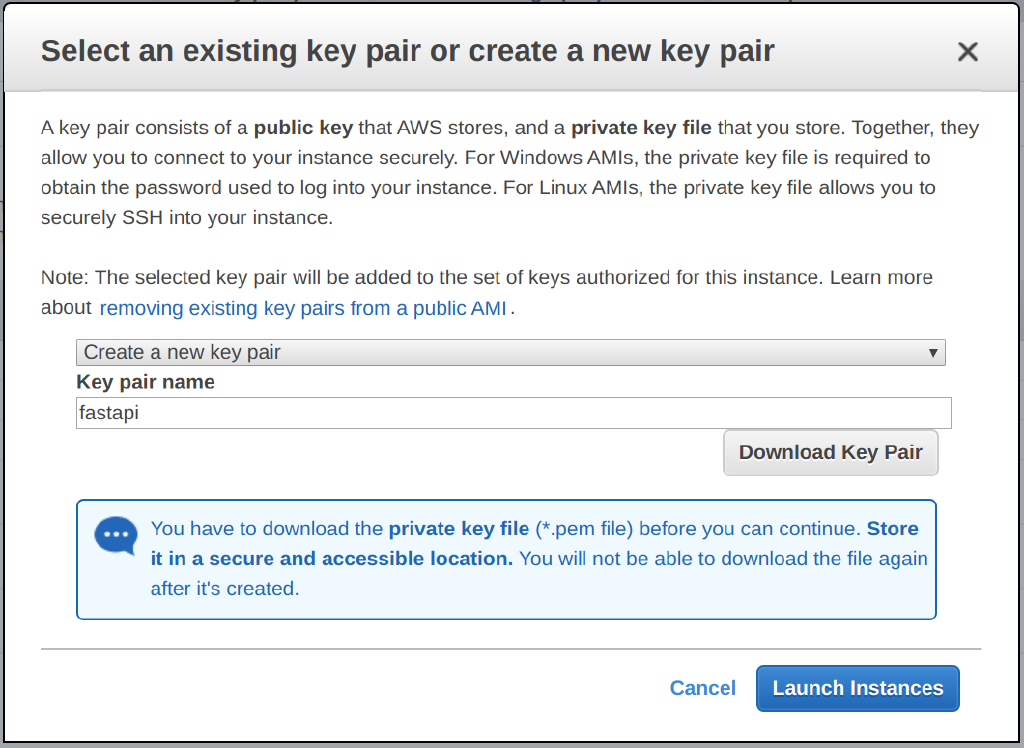 Select an existing key pair or create a new key pair
A key pair consists of a public key that AWS stores, and a private key file that you store. Together, they
allow you to connect to your instance securely. For Windows AMIs, the private key file is required to
obtain the password used to log into your instance. For Linux AMIs, the private key file allows you to
securely SSH into your instance.
Note: The selected key pair will be added to the set of keys authorized for this instance. Learn more
about removing existing key pairs from a public AMI .
Create a new key pair
Key pair name
fastapi
Download Key Pair
You have to download the private key file (*.pem file) before you can continue. Store
it in a secure and accessible location. You will not be able to download the file again
after it's created.
Cancel
Launch Instances